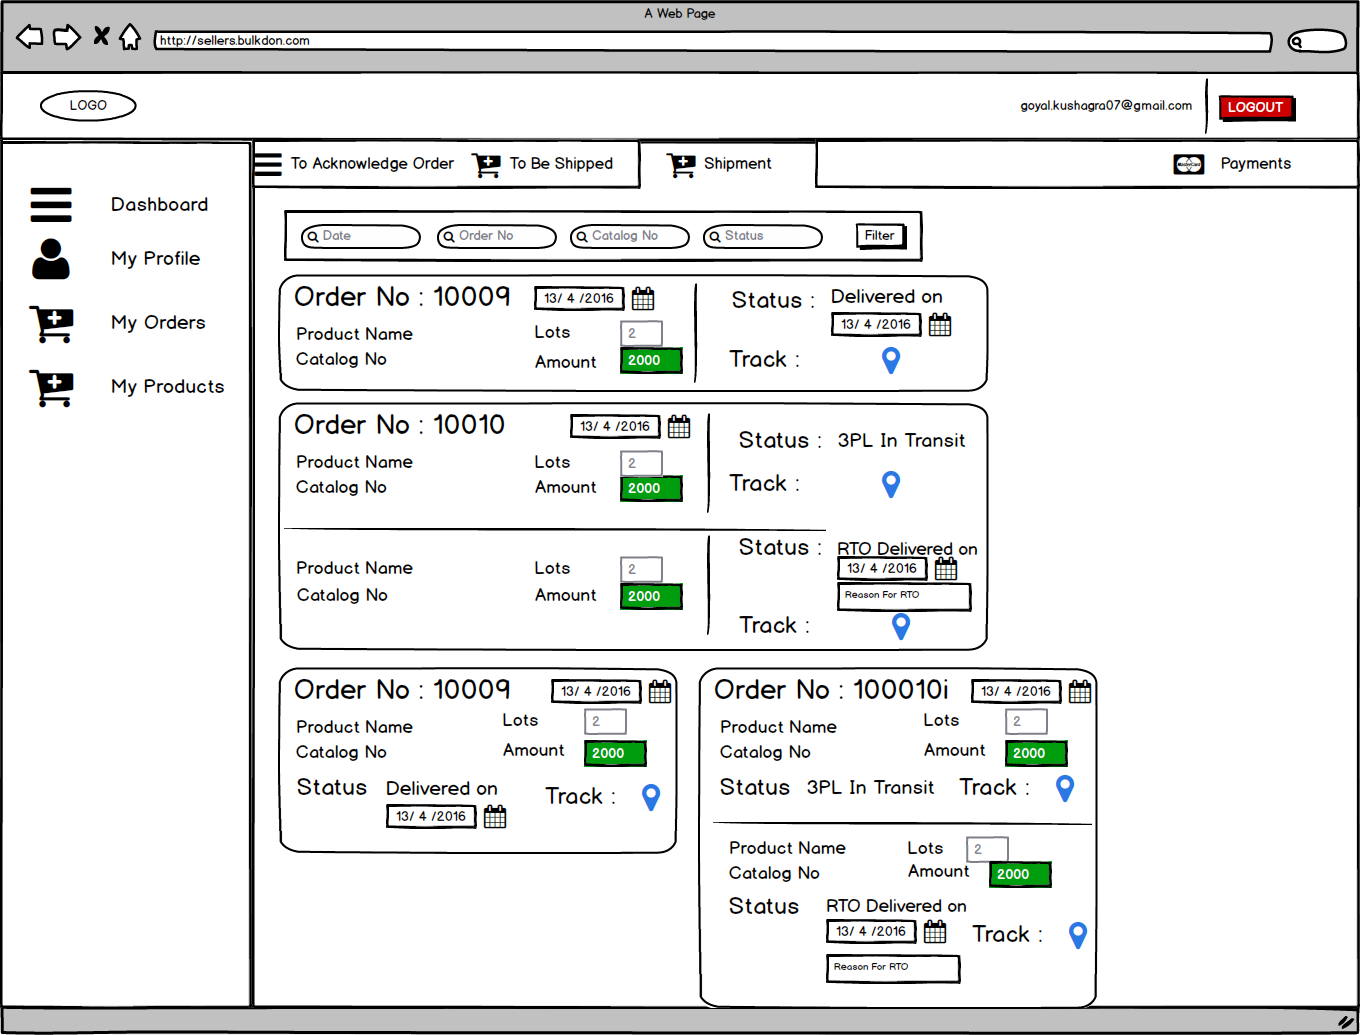 A Web Page
http://sellers.bulkdon.com
LOGO
goyal.kushagra07@gmail.com
LOGOUT
To Acknowledge Order
To Be Shipped
Shipment
MasterCard
Payments
Dashboard
My Profile
My Orders
My Products
Date
Order No
Catalog No
Status
Filter
Order No : 10009
13/ 4 /2016
Product Name
Lots
2
Catalog No
Amount
2000
Status :
Delivered on
13/ 4 /2016
Track :
Order No : 10010
13/ 4 /2016
Product Name
Lots
2
Catalog No
Amount
2000
Status :
3PL In Transit
Track :
Product Name
Lots
2
Catalog No
Amount
2000
Status :
RTO Delivered on
13/ 4 /2016
Reason For RTO
Track :
Order No : 10009
13/ 4 /2016
Product Name
Lots
2
Catalog No
Amount
2000
Status
Delivered on
13/ 4 /2016
Track :
Order No : 100010i
13/ 4 /2016
Product Name
Lots
2
Catalog No
Amount
2000
Status
3PL In Transit
Track :
Product Name
Lots
2
Catalog No
Amount
2000
Status
RTO Delivered on
13/ 4 /2016
Track :
Reason For RTO